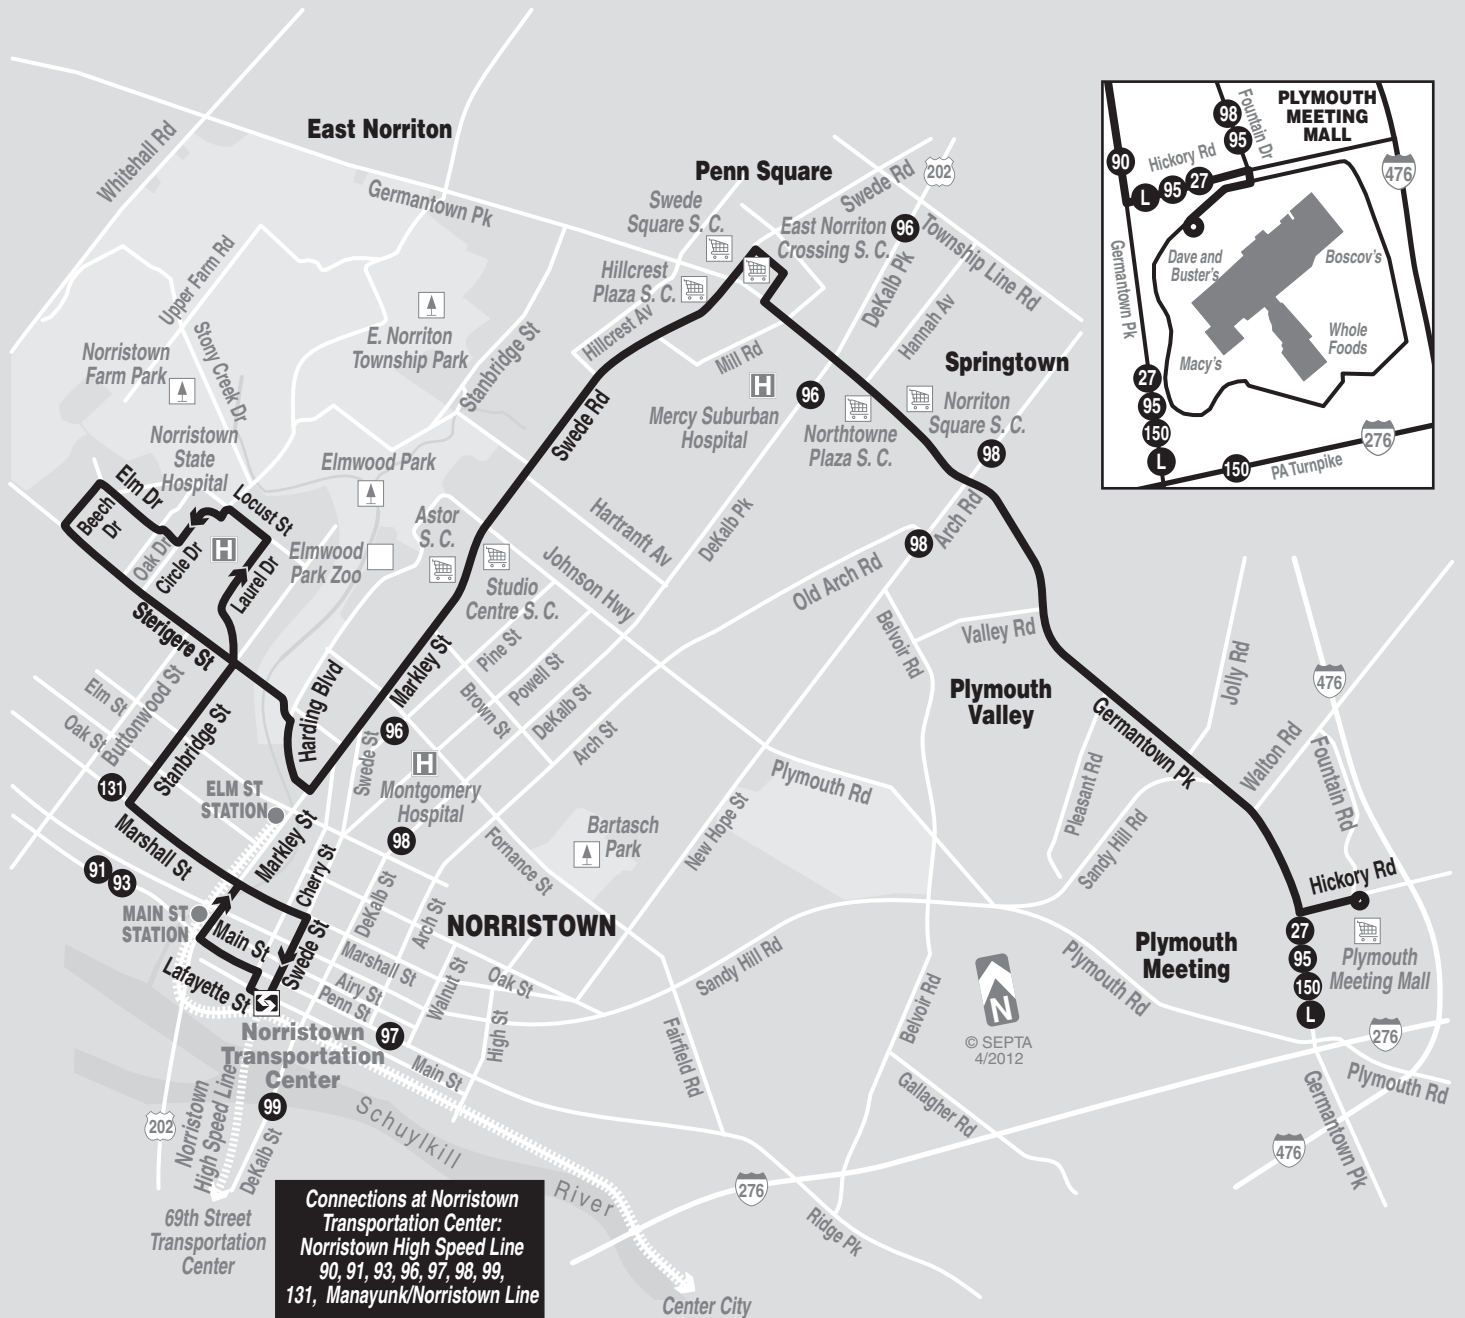 East Norriton
Whitehall Rd
Germantown Pk
Penn Square
Swede
Square S. C.
Swede Rd
202
East Norriton
Crossing S. C.
96
Township Line Rd
DeKalb Pk
Hillcrest
Plaza S. C.
Hillcrest Av
Hannah Av
Upper Farm Rd
Stony Creek Dr
E. Norriton
Township Park
Stanbridge St
Norristown
Farm Park
Mill Rd
Springtown
H
Mercy Suburban
Hospital
96
Northtowne
Plaza S. C.
Norriton
Square S. C.
98
Swede Rd
Norristown
State
Hospital
Elmwood Park
Elm Dr
Beech
Dr
Locust St
Oak Dr
Circle Dr
H
Laurel Dr
Elmwood
Park Zoo
Astor
S. C.
Studio
Centre S. C.
Hartranft Av
Johnson Hwy
DeKalb Pk
98
Arch Rd
Old Arch Rd
Belvoir Rd
Valley Rd
Plymouth
Valley
Germantown Pk
Jolly Rd
476
Walton Rd
Fountain Rd
Pleasant Rd
Sandy Hill Rd
Sterigere St
Buttonwood St
Elm St
Oak St
Stanbridge St
Harding Blvd
Markley St
Pine St
Powell St
Brown St
DeKalb St
Arch St
96
Swede St
H
Montgomery
Hospital
98
131
ELM ST
STATION
Marshall St
Markley St
Cherry St
Fornance St
Bartasch
Park
New Hope St
Plymouth Rd
91
93
MAIN ST
STATION
Main St
Lafayette St
Swede St
DeKalb St
Arch St
NORRISTOWN
Marshall St
Airy St
Penn St
Walnut St
Oak St
High St
Sandy Hill Rd
Fairfield Rd
Belvoir Rd
Plymouth
Meeting
Plymouth Rd
Hickory Rd
27
95
150
L
Plymouth
Meeting Mall
276
Plymouth Rd
Germantown Pk
476
N
© SEPTA
4/2012
Norristown
Transportation
Center
97
Main St
99
202
Norristown
High Speed Line
DeKalb St
Schuylkill
River
Gallagher Rd
276
Ridge Pk
69th Street
Transportation
Center
Center City
Connections at Norristown
Transportation Center:
Norristown High Speed Line
90, 91, 93, 96, 97, 98, 99,
131, Manayunk/Norristown Line
PLYMOUTH
MEETING
MALL
98
95
Fountain Dr
90
Hickory Rd
L
95
27
476
Germantown Pk
Dave and
Buster's
Boscov's
Whole
Foods
Macy's
27
95
150
L
150
PA Turnpike
276